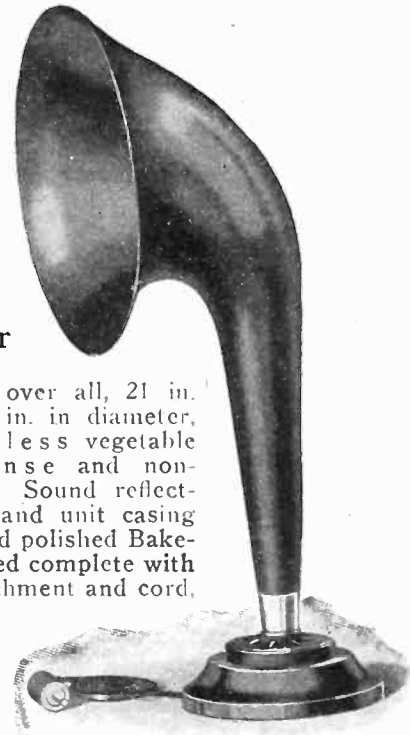 r
over all, 21 in.
in. in diameter,
less vegetable
nse and non-
Sound reflect-
and unit casing
d polished Bake-
ed complete with
chment and cord,